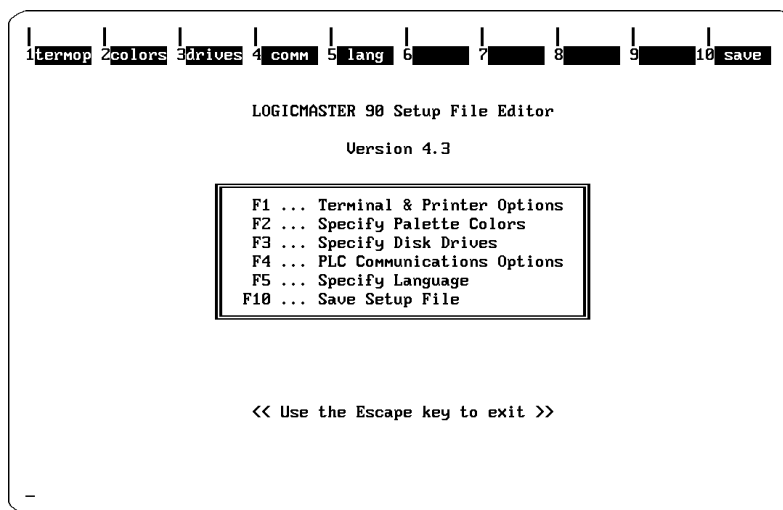 1termop 2colors 3drives 4 comm 5 lang 6 7 8 9 10 save
LOGICMASTER 90 Setup File Editor
Version 4.3
F1 ... Terminal & Printer Options
F2 ... Specify Palette Colors
F3 ... Specify Disk Drives
F4 ... PLC Communications Options
F5 ... Specify Language
F10 ... Save Setup File
<< Use the Escape key to exit >>